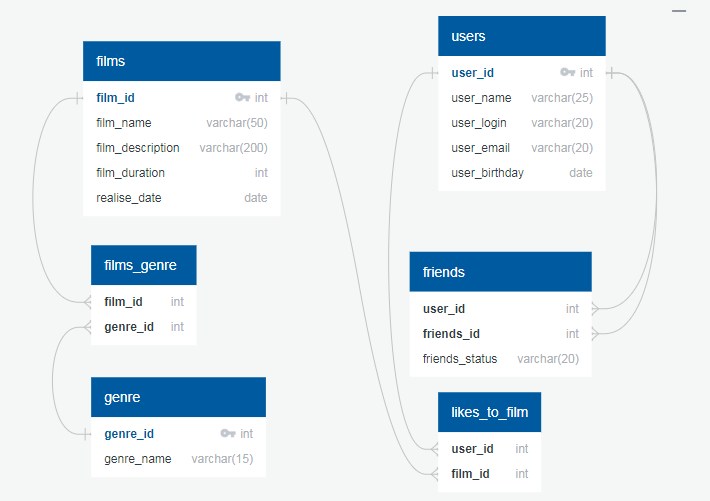 films
film_id int
film_name varchar(50)
film_description varchar(200)
film_duration int
realise_date date
users
user_id int
user_name varchar(25)
user_login varchar(20)
user_email varchar(20)
user_birthday date
films_genre
film_id int
genre_id int
friends
user_id int
friends_id int
friends_status varchar(20)
genre
genre_id int
genre_name varchar(15)
likes_to_film
user_id int
film_id int